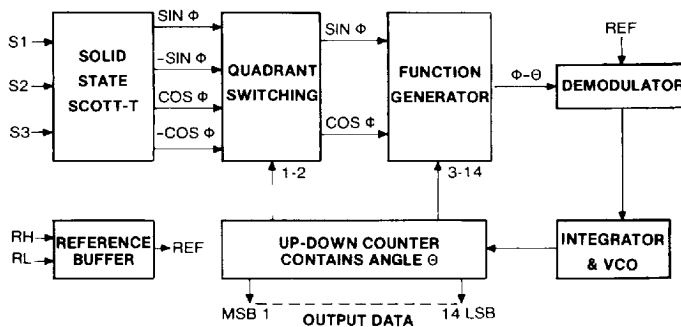 S1
S2
S3
SOLID
STATE
SCOTT-T
SIN Φ
-SIN Φ
COS Φ
-COS Φ
QUADRANT
SWITCHING
SIN Φ
COS Φ
FUNCTION
GENERATOR
Φ-Θ
REF
DEMODULATOR
1-2
3-14
RH
RL
REFERENCE
BUFFER
REF
UP-DOWN COUNTER
CONTAINS ANGLE Θ
INTEGRATOR
& VCO
MSB 1
14 LSB
OUTPUT DATA